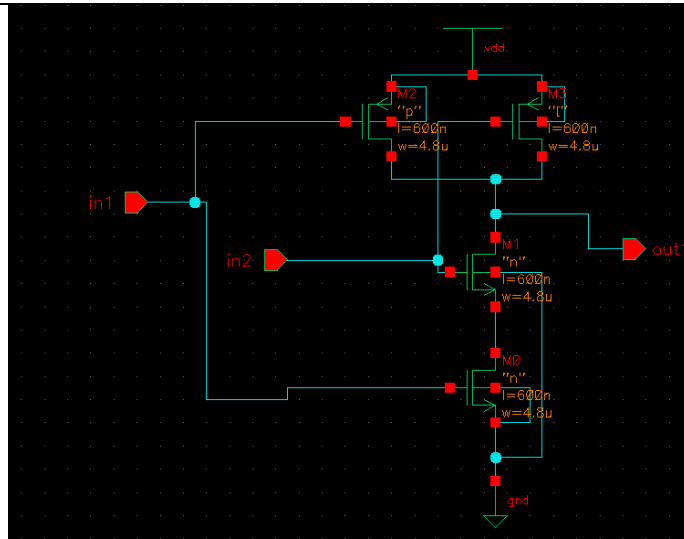 vdd
M2
"p"
l=600n
w=4.8u
M3
l=600n
w=4.8u
in1
in2
out1
M1
"n"
l=600n
w=4.8u
M0
"n"
l=600n
w=4.8u
gnd